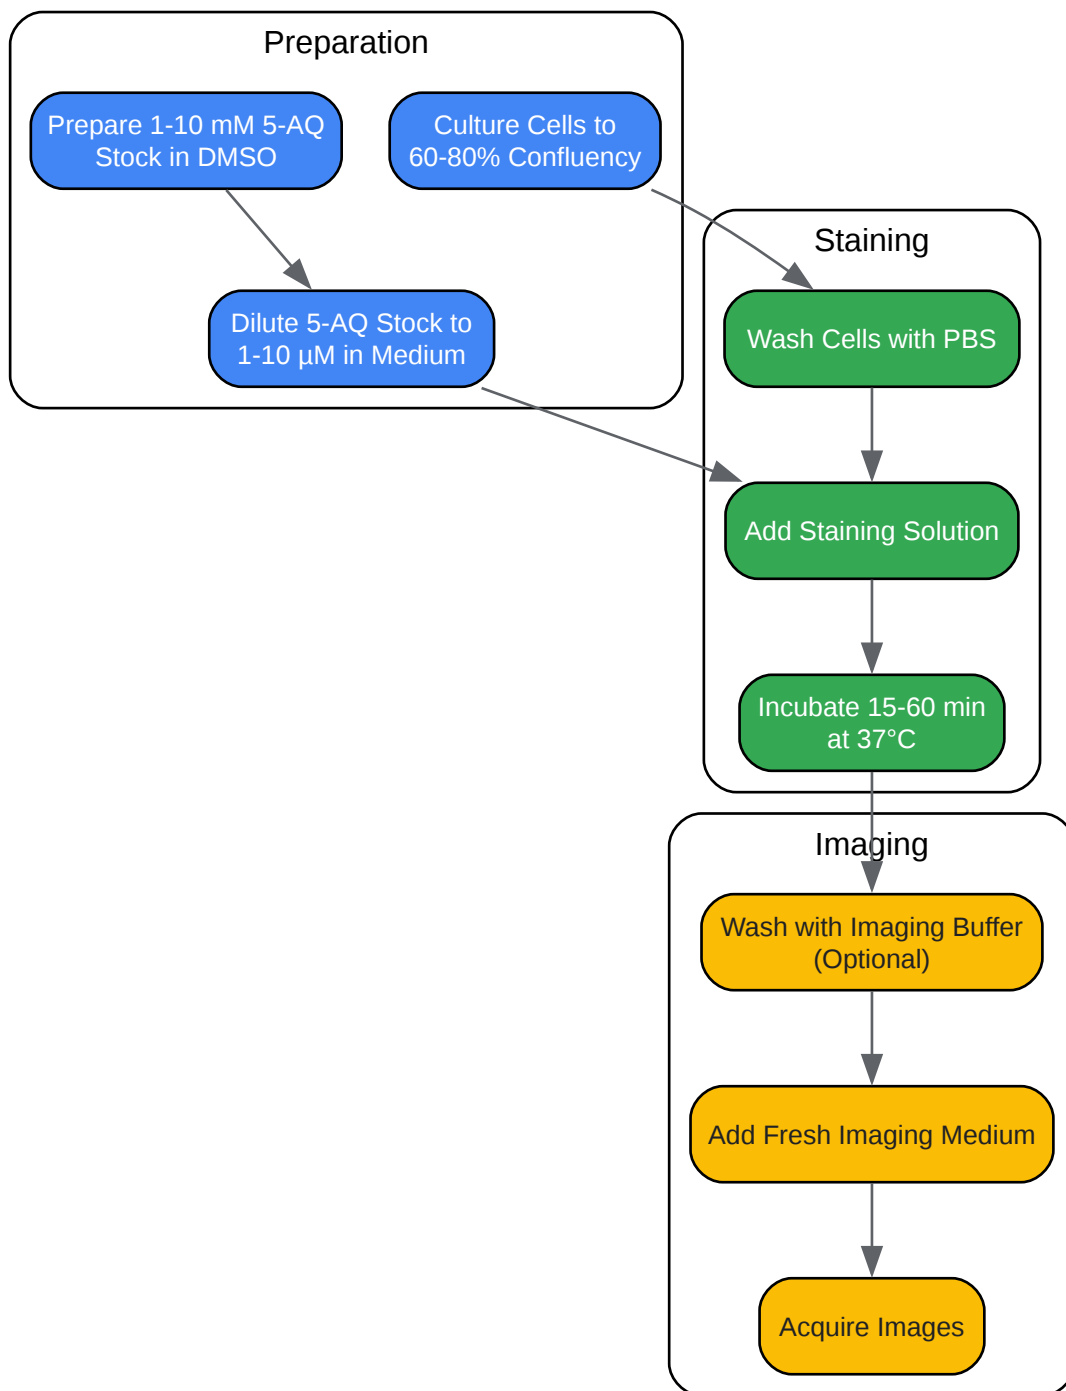 Preparation
Prepare 1-10 mM 5-AQ
Stock in DMSO
Culture Cells to
60-80% Confluency
Dilute 5-AQ Stock to
1-10 µM in Medium
Staining
Wash Cells with PBS
Add Staining Solution
Incubate 15-60 min
at 37°C
Imaging
Wash with Imaging Buffer
(Optional)
Add Fresh Imaging Medium
Acquire Images